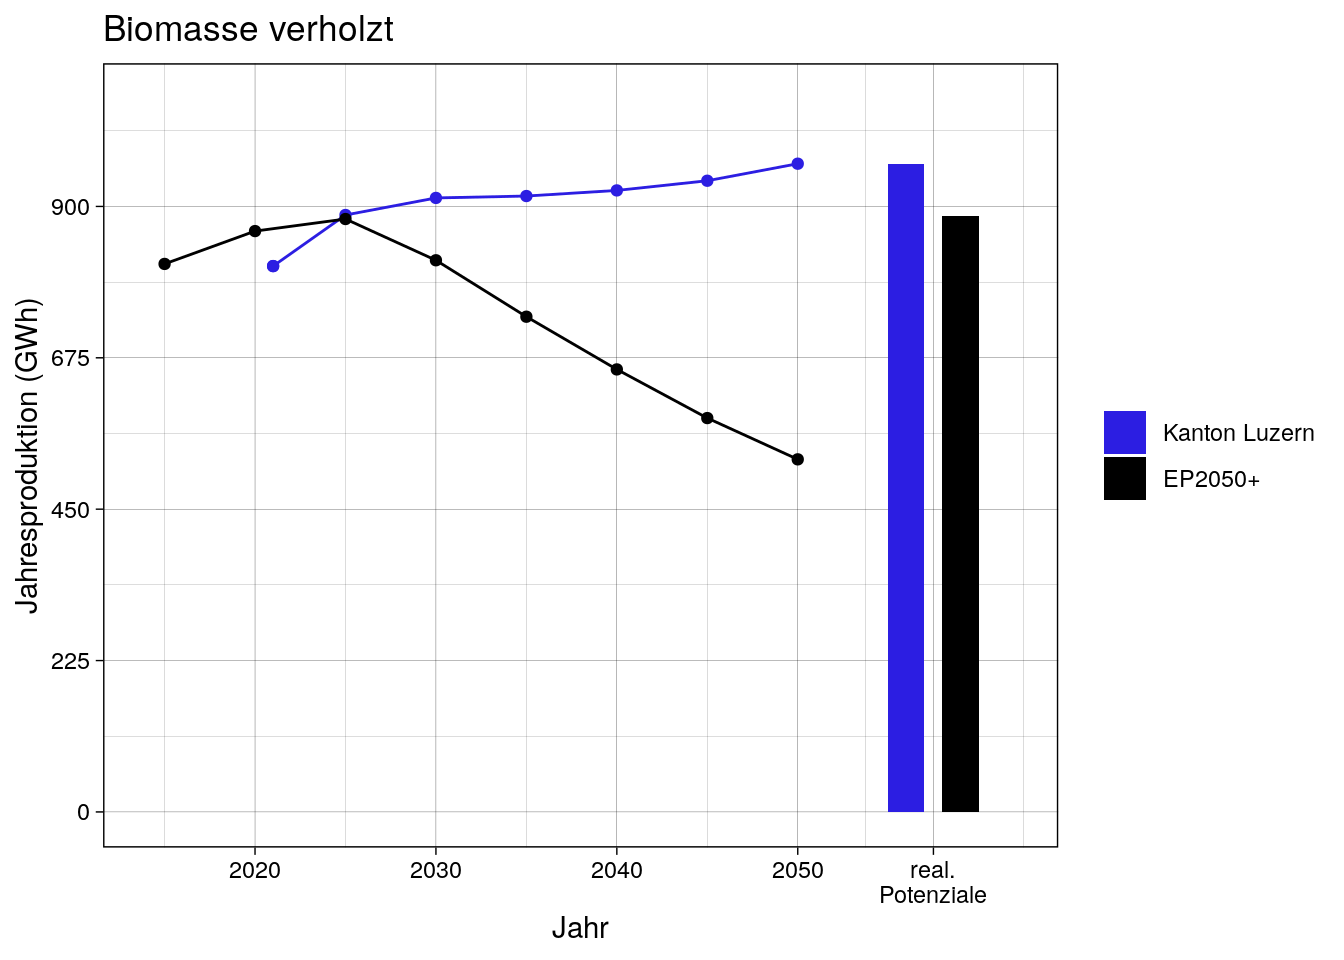 Biomasse verholzt
Jahresproduktion (GWh)
900
675
450
225
0
2020
2030
2040
2050
real.
Potenziale
Jahr
Kanton Luzern
EP2050+